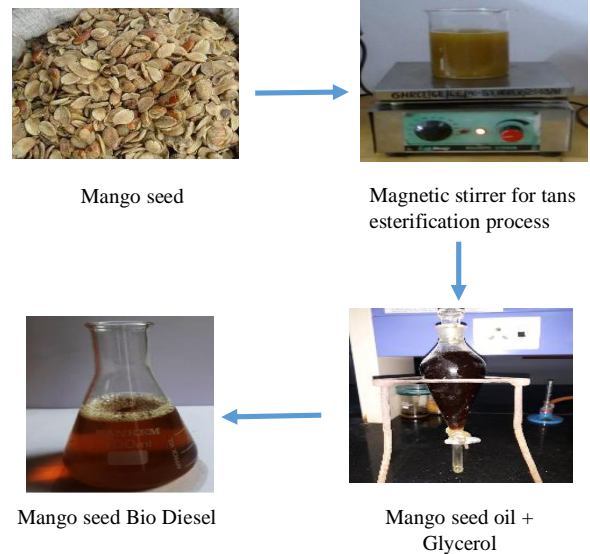 Mango seed
Magnetic stirrer for tans
esterification process
Mango seed Bio Diesel
Mango seed oil +
Glycerol